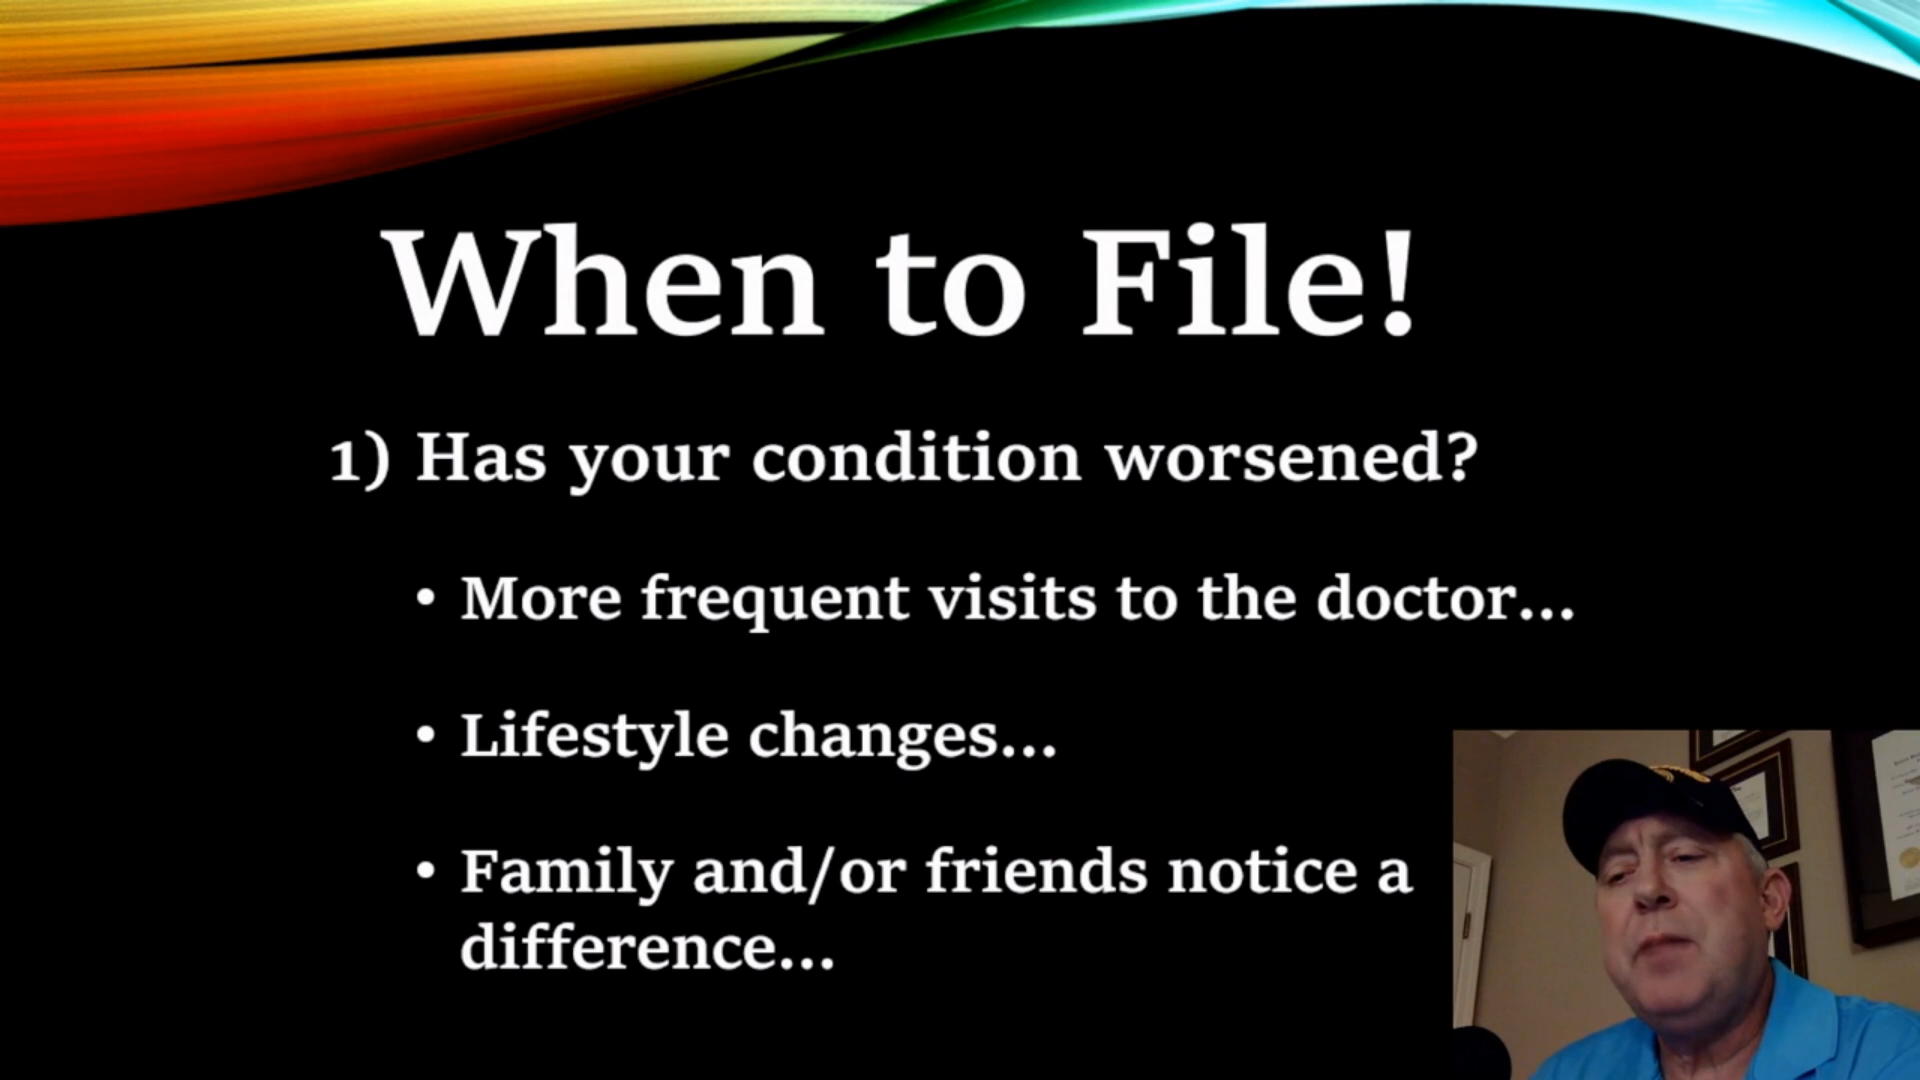 When to File!
1) Has your condition worsened?
• More frequent visits to the doctor...
• Lifestyle changes...
• Family and/or friends notice a
difference...